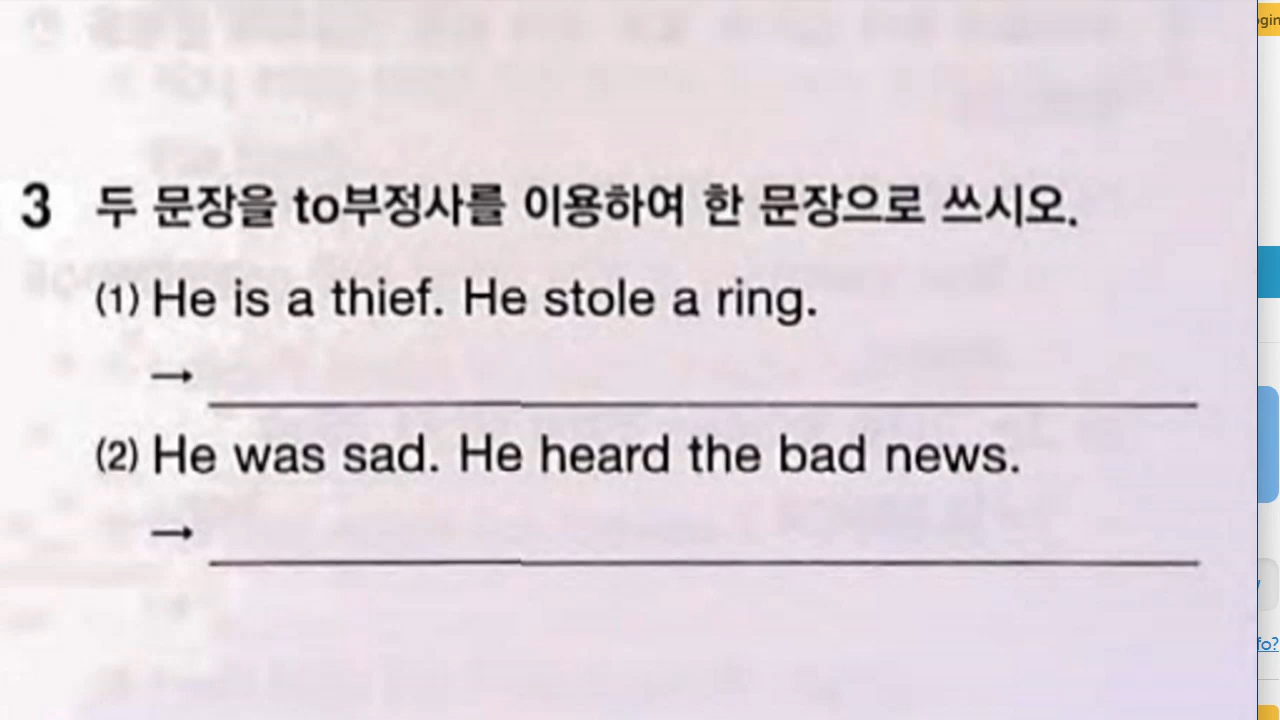 3 두 문장을 to부정사를 이용하여 한 문장으로 쓰시오.
(1) He is a thief. He stole a ring.
→
(2) He was sad. He heard the bad news.
→
fo?